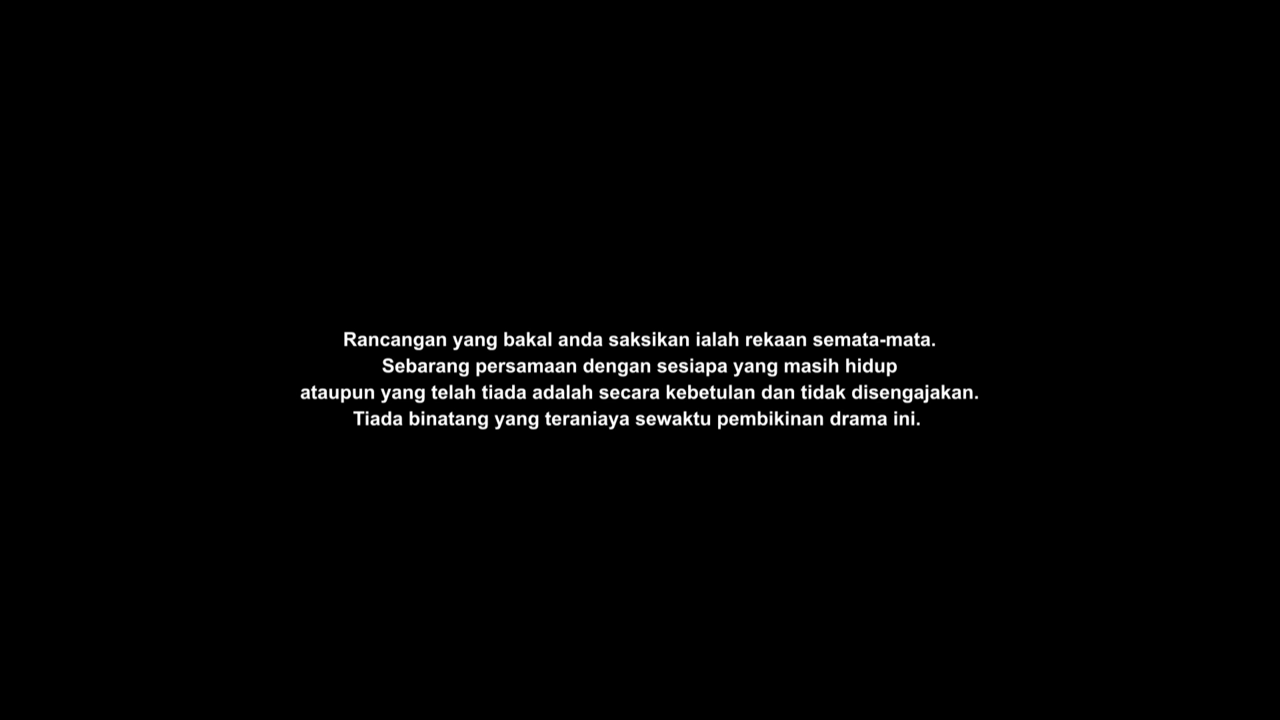 Rancangan yang bakal anda saksikan ialah rekaan semata-mata.
Sebarang persamaan dengan sesiapa yang masih hidup
ataupun yang telah tiada adalah secara kebetulan dan tidak disengajakan.
Tiada binatang yang teraniaya sewaktu pembikinan drama ini.